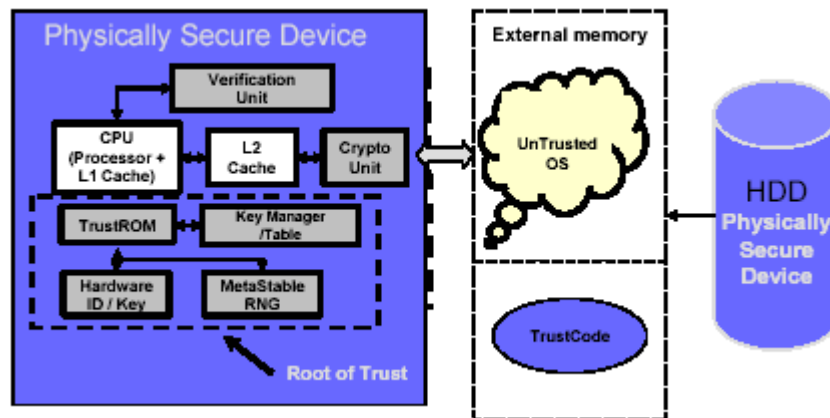 Physically Secure Device
Verification
Unit
CPU
(Processor +
L1 Cache)
L2
Cache
Crypto
Unit
TrustROM
Key Manager
/Table
Hardware
ID / Key
MetaStable
RNG
Root of Trust
External memory
UnTrusted
OS
TrustCode
HDD
Physically
Secure
Device